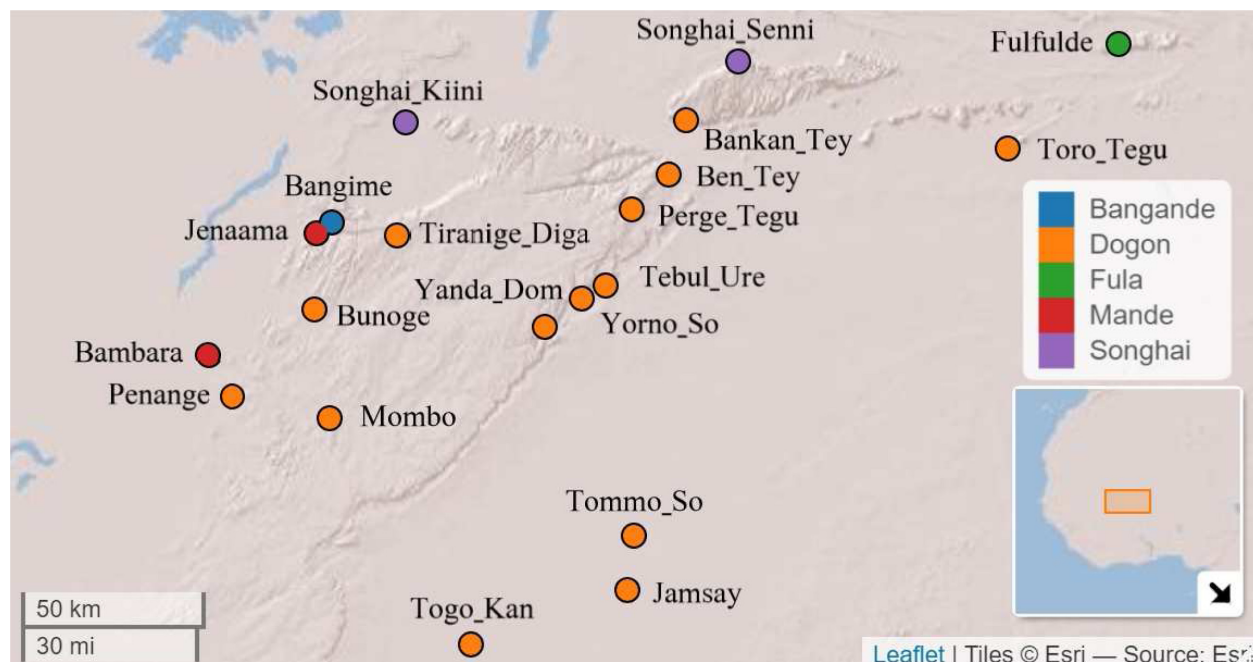 Songhai_Senni
Fulfulde
Songhai_Kiini
Bankan_Tey
Toro_Tegu
Ben_Tey
Bangime
Perge_Tegu
Jenaama
Tiranige_Diga
Bangande
Dogon
Fula
Mande
Songhai
Tebul_Ure
Yanda_Dom
Bunoge
Yorno_So
Bambara
Penange
Mombo
Tommo_So
Jamsay
Togo_Kan
50 km
30 mi
Leaflet | Tiles © Esri — Source: Esri